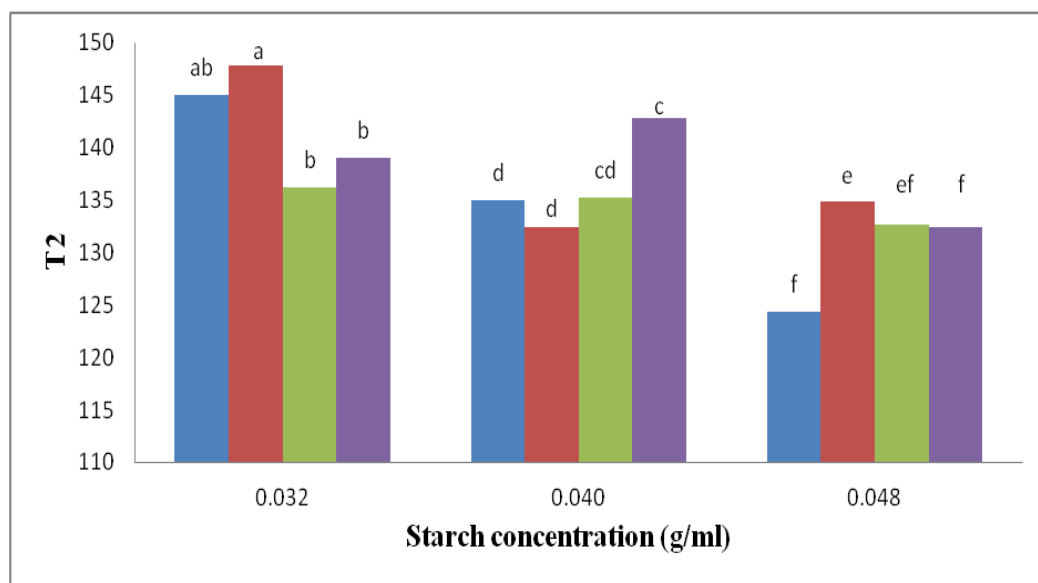 150
145
140
135
130
125
120
115
110
T2
ab
a
b
b
d
d
cd
c
f
e
ef
f
0.032 0.040 0.048
Starch concentration (g/ml)